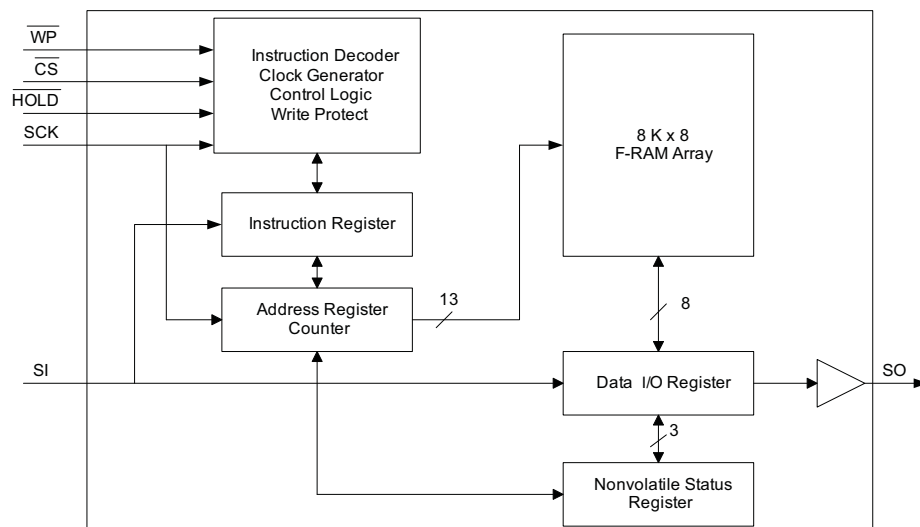 WP
CS
HOLD
SCK
Instruction Decoder
Clock Generator
Control Logic
Write Protect
8 K x 8
F-RAM Array
Instruction Register
Address Register
Counter
13
8
SI
Data I/O Register
SO
3
Nonvolatile Status
Register